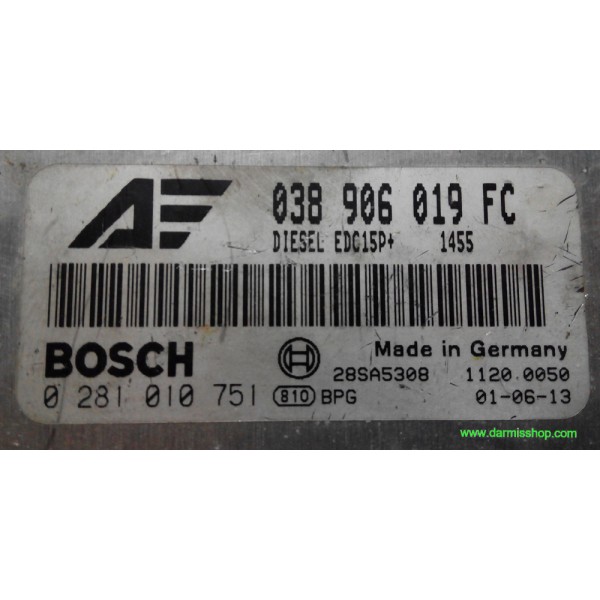 AF 038 906 019 FC
DIESEL EDC15P+ 1455
BOSCH Made in Germany
28SA5308 1120.0050
0 281 010 751 810 BPG 01-06-13
www.darmisshop.com